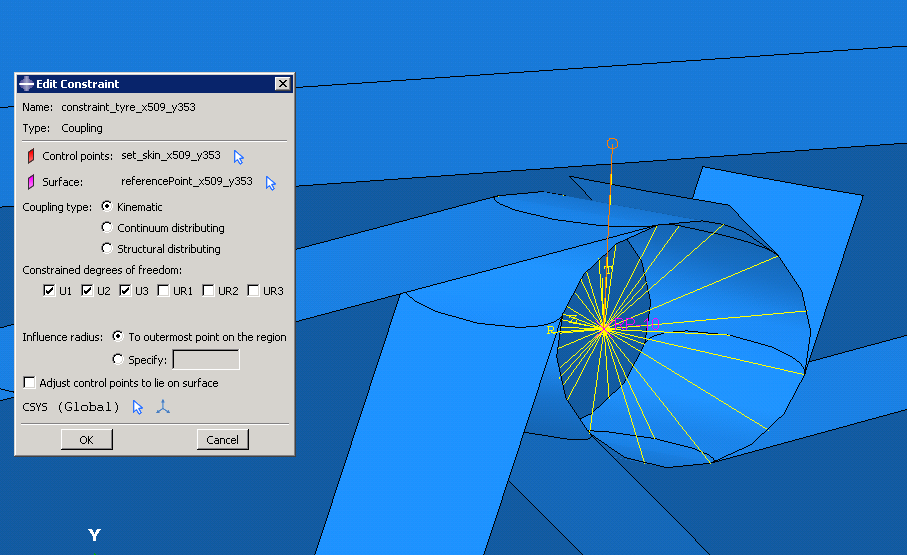 Edit Constraint
Name: constraint_tyre_x509_y353
Type: Coupling
Control points: set_skin_x509_y353
Surface: referencePoint_x509_y353
Coupling type: Kinematic
Continuum distributing
Structural distributing
Constrained degrees of freedom:
U1 U2 U3 UR1 UR2 UR3
Influence radius: To outermost point on the region
Specify:
Adjust control points to lie on surface
CSYS (Global)
OK Cancel
T
R
Y